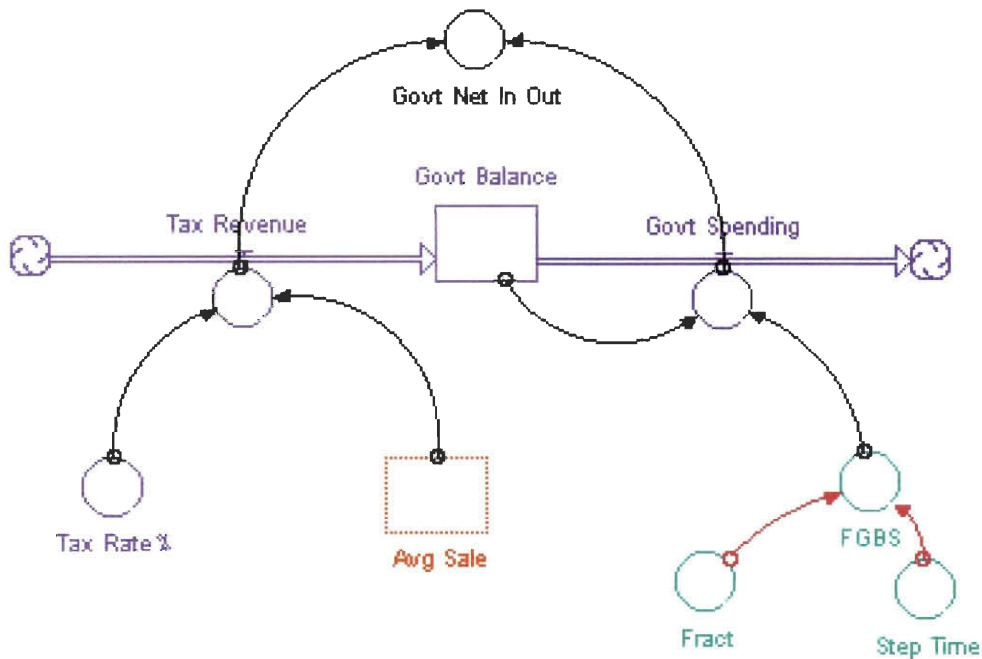 Govt Net In Out
Govt Balance
Tax Revenue
Govt Spending
Tax Rate %
Avg Sale
FGBS
Fract
Step Time